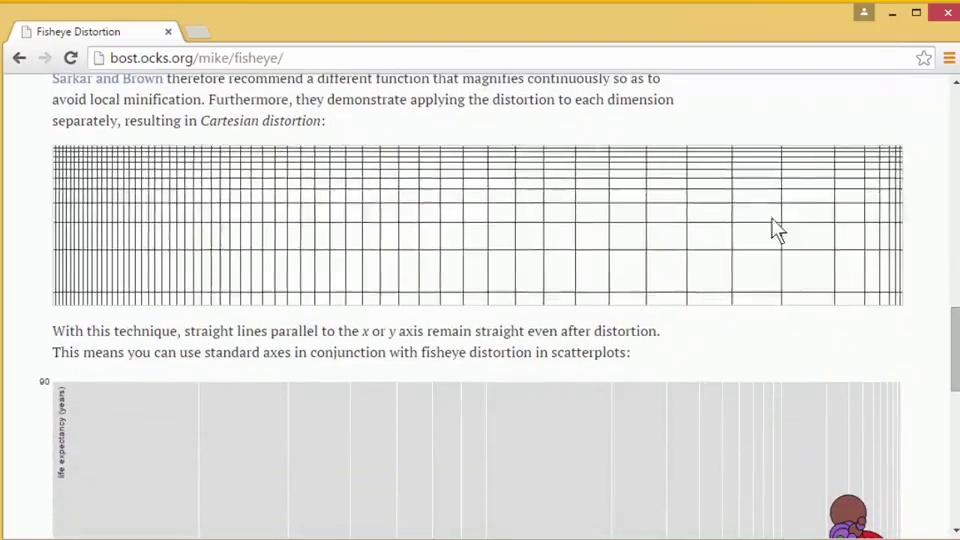 Fisheye Distortion
bost.ocks.org/mike/fisheye/
Sarkar and Brown therefore recommend a different function that magnifies continuously so as to
avoid local minification. Furthermore, they demonstrate applying the distortion to each dimension
separately, resulting in Cartesian distortion:
With this technique, straight lines parallel to the x or y axis remain straight even after distortion.
This means you can use standard axes in conjunction with fisheye distortion in scatterplots:
90
life expectancy (years)